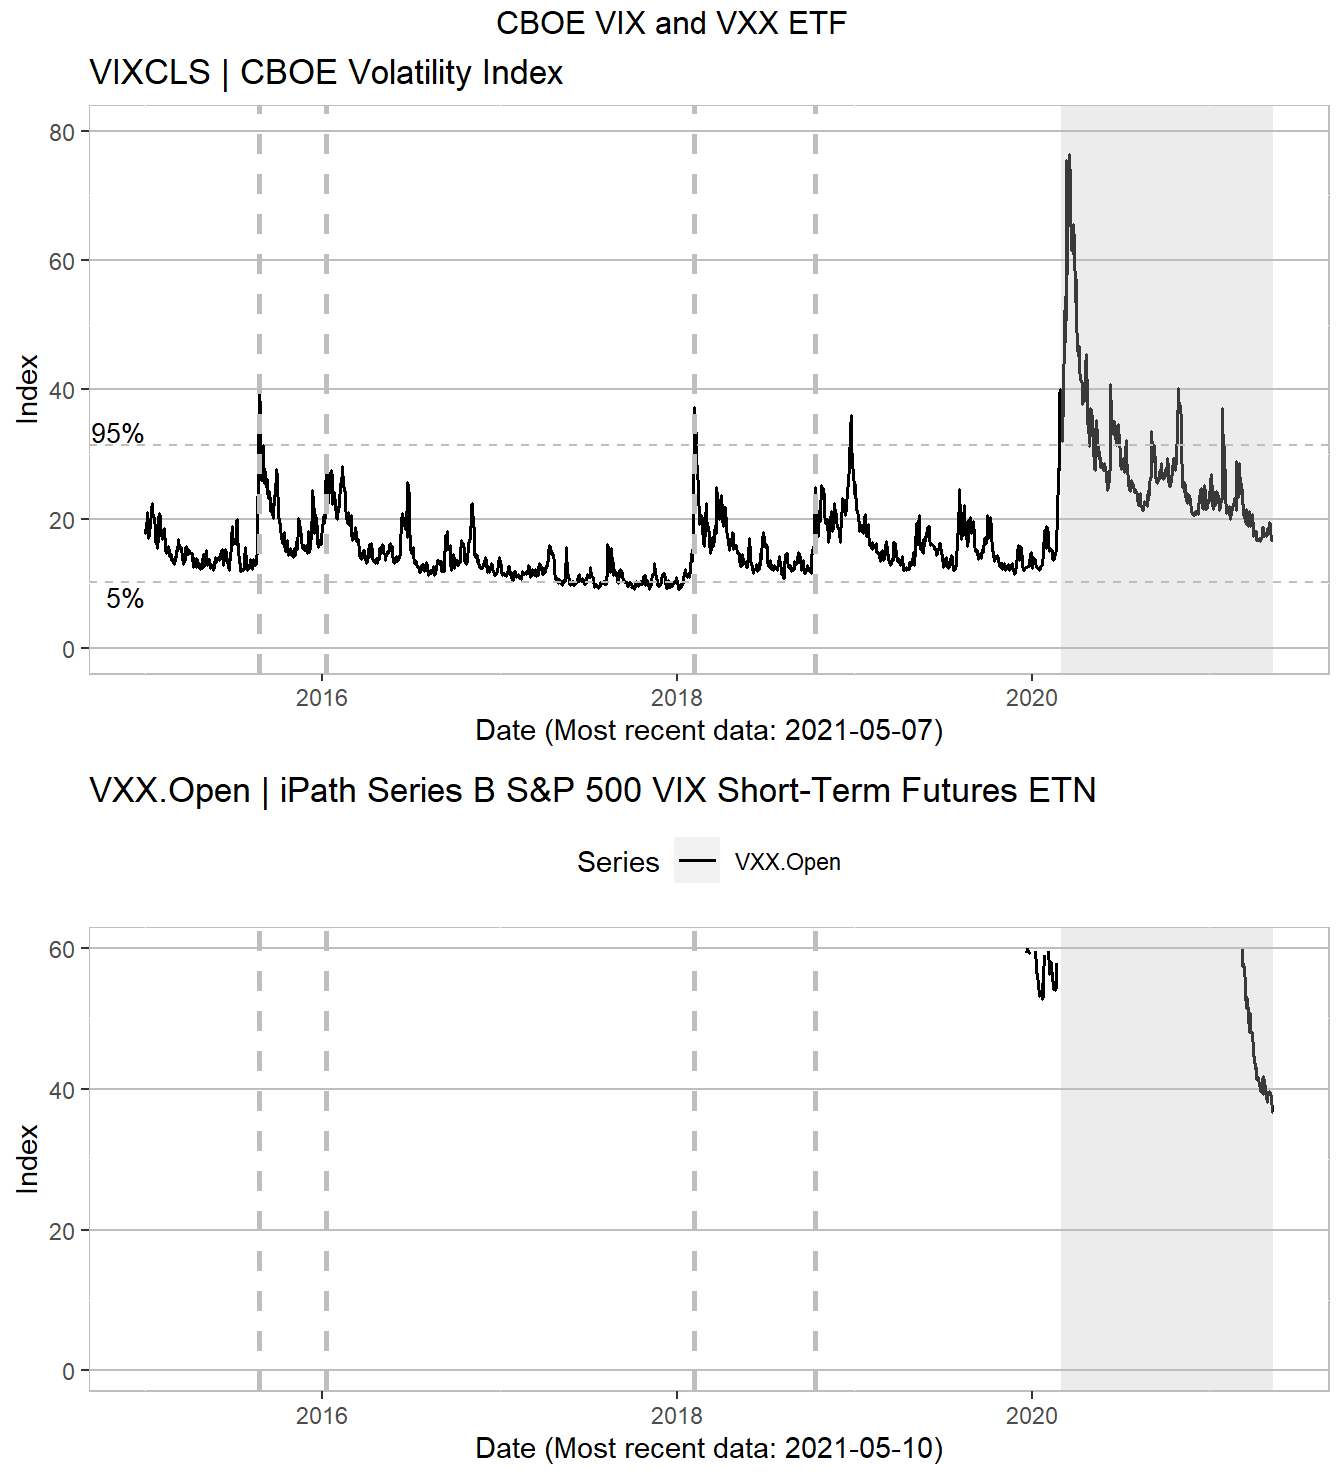 CBOE VIX and VXX ETF
VIXCLS | CBOE Volatility Index
80
60
40
20
0
Index
95%
5%
2016
2018
2020
Date (Most recent data: 2021-05-07)
VXX.Open | iPath Series B S&P 500 VIX Short-Term Futures ETN
Series VXX.Open
60
40
20
0
Index
2016
2018
2020
Date (Most recent data: 2021-05-10)